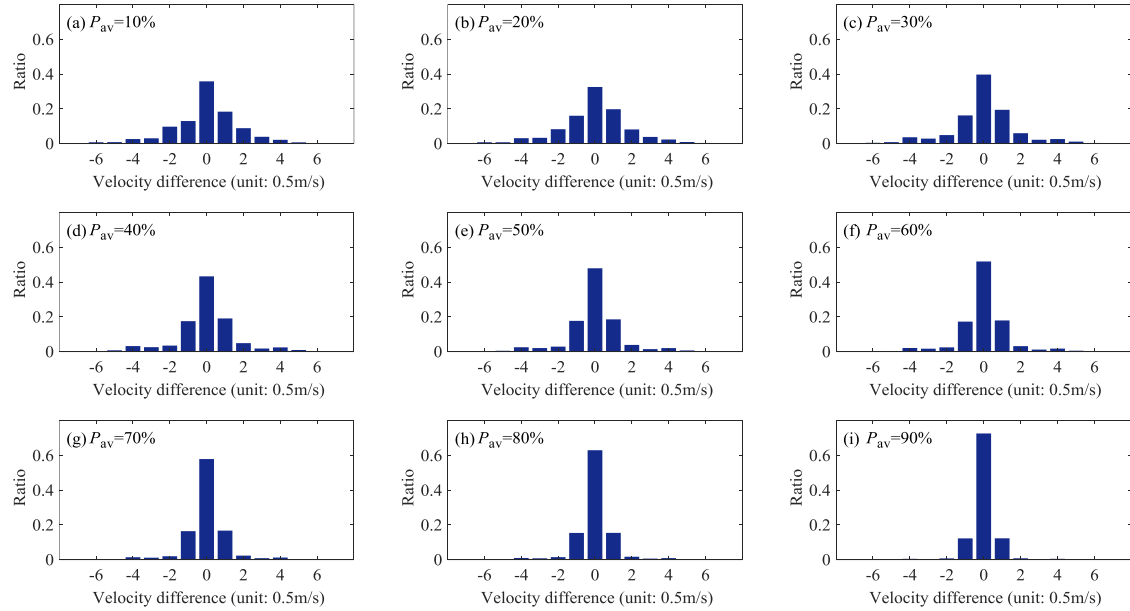 (a) P_av=10%
Ratio
0.6
0.4
0.2
0
-6 -4 -2 0 2 4 6
Velocity difference (unit: 0.5m/s)
(b) P_av=20%
Ratio
0.6
0.4
0.2
0
-6 -4 -2 0 2 4 6
Velocity difference (unit: 0.5m/s)
(c) P_av=30%
Ratio
0.6
0.4
0.2
0
-6 -4 -2 0 2 4 6
Velocity difference (unit: 0.5m/s)
(d) P_av=40%
Ratio
0.6
0.4
0.2
0
-6 -4 -2 0 2 4 6
Velocity difference (unit: 0.5m/s)
(e) P_av=50%
Ratio
0.6
0.4
0.2
0
-6 -4 -2 0 2 4 6
Velocity difference (unit: 0.5m/s)
(f) P_av=60%
Ratio
0.6
0.4
0.2
0
-6 -4 -2 0 2 4 6
Velocity difference (unit: 0.5m/s)
(g) P_av=70%
Ratio
0.6
0.4
0.2
0
-6 -4 -2 0 2 4 6
Velocity difference (unit: 0.5m/s)
(h) P_av=80%
Ratio
0.6
0.4
0.2
0
-6 -4 -2 0 2 4 6
Velocity difference (unit: 0.5m/s)
(i) P_av=90%
Ratio
0.6
0.4
0.2
0
-6 -4 -2 0 2 4 6
Velocity difference (unit: 0.5m/s)